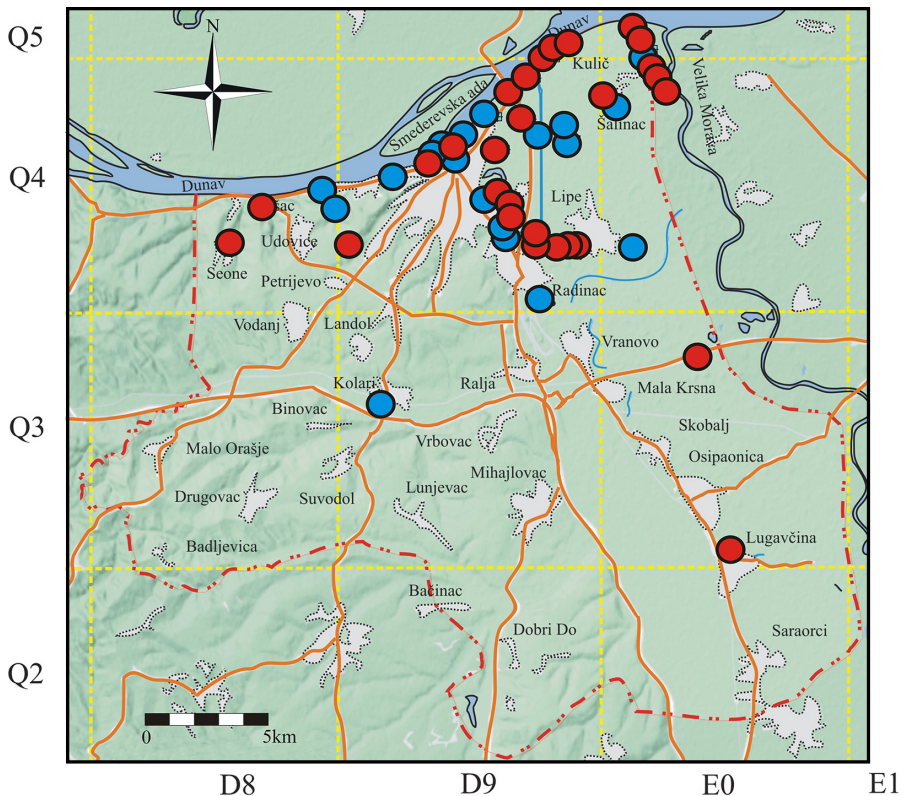 Q5
N
Dunav
Kulič
Velika Morava
Smederevska ada
Šalinac
Q4
Dunav
Lipe
Udoviče
Seone
Petrijevo
Radinac
Vodanj
Landol
Vranovo
Kolari
Ralja
Mala Krsna
Binovac
Q3
Skobalj
Vrbovac
Malo Orašje
Osipaonica
Mihajlovac
Drugovac
Suvodol
Lunjevac
Lugavčina
Badljevica
Bačinac
Dobri Do
Saraorci
Q2
0
5km
D8
D9
E0
E1